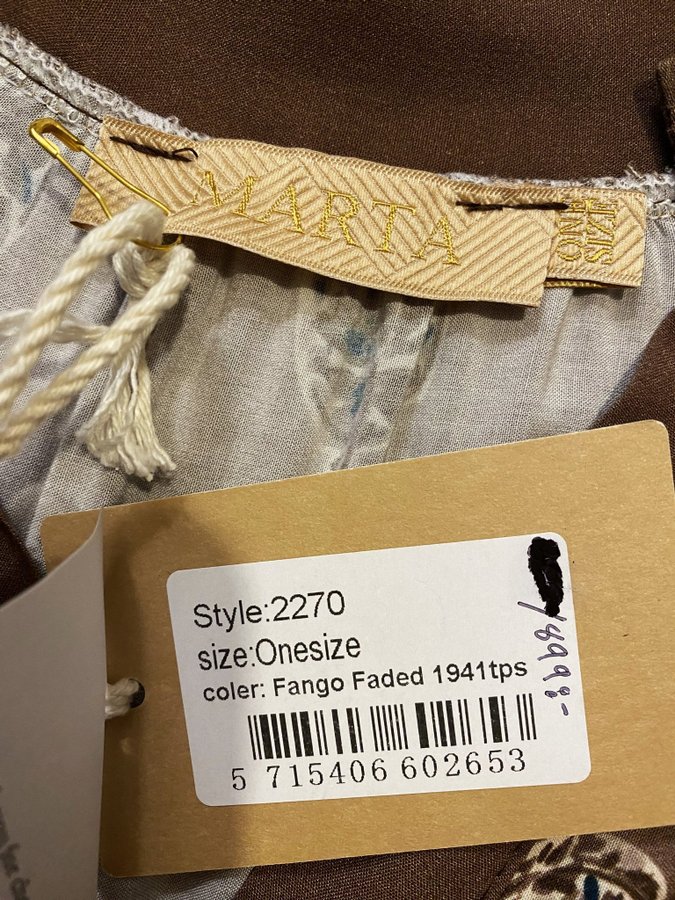 MARTA
ONE
SIZE
Style:2270
size:Onesize
coler: Fango Faded 1941tps
5 715406 602653